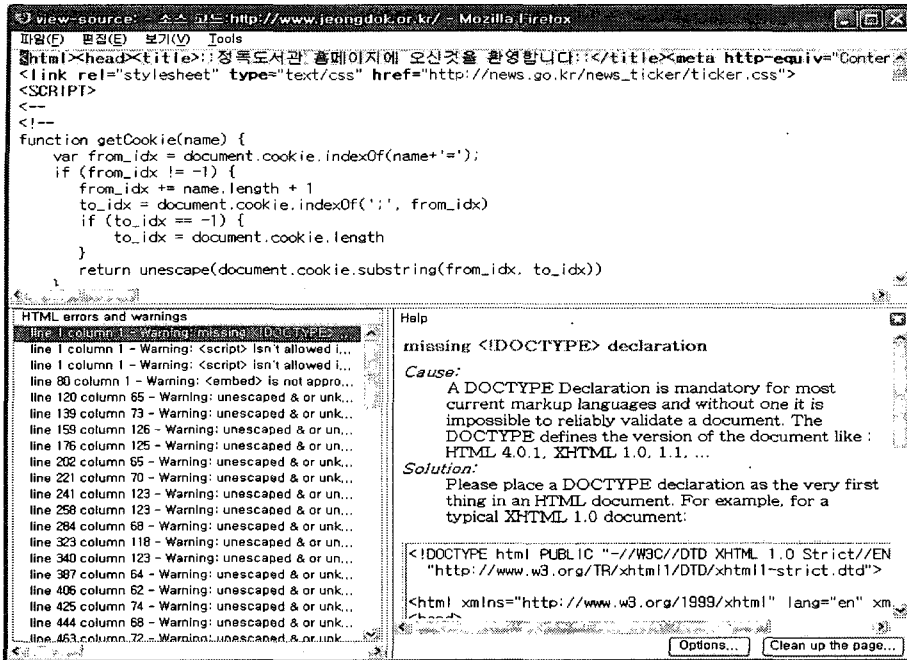 view-source: - 소스 코드:http://www.jeongdok.or.kr/ - Mozilla Firefox
파일(F) 편집(E) 보기(V) Tools
html><head><title>::정독도서관 홈페이지에 오신것을 환영합니다::</title><meta http-equiv="Conter
<link rel="stylesheet" type="text/css" href="http://news.go.kr/news_ticker/ticker.css">
<SCRIPT>
<--
<!--
function getCookie(name) {
var from_idx = document.cookie.indexOf(name+'=');
if (from_idx != -1) {
from_idx += name.length + 1
to_idx = document.cookie.indexOf(';', from_idx)
if (to_idx == -1) {
to_idx = document.cookie.length
}
return unescape(document.cookie.substring(from_idx, to_idx))
}
HTML errors and warnings
line 1 column 1 - Warning: missing <!DOCTYPE>
line 1 column 1 - Warning: <script> isn't allowed i...
line 1 column 1 - Warning: <script> isn't allowed i...
line 80 column 1 - Warning: <embed> is not appro...
line 120 column 65 - Warning: unescaped & or unk...
line 139 column 73 - Warning: unescaped & or unk...
line 159 column 126 - Warning: unescaped & or un...
line 176 column 125 - Warning: unescaped & or un...
line 202 column 65 - Warning: unescaped & or unk...
line 221 column 70 - Warning: unescaped & or unk...
line 241 column 123 - Warning: unescaped & or un...
line 258 column 123 - Warning: unescaped & or un...
line 284 column 68 - Warning: unescaped & or unk...
line 323 column 118 - Warning: unescaped & or un...
line 340 column 123 - Warning: unescaped & or un...
line 387 column 64 - Warning: unescaped & or unk...
line 406 column 62 - Warning: unescaped & or unk...
line 425 column 74 - Warning: unescaped & or unk...
line 444 column 68 - Warning: unescaped & or unk...
line 463 column 72 - Warning: unescaped & or unk...
Help
missing <!DOCTYPE> declaration
Cause:
A DOCTYPE Declaration is mandatory for most
current markup languages and without one it is
impossible to reliably validate a document. The
DOCTYPE defines the version of the document like :
HTML 4.0.1, XHTML 1.0, 1.1, ...
Solution:
Please place a DOCTYPE declaration as the very first
thing in an HTML document. For example, for a
typical XHTML 1.0 document:
<!DOCTYPE html PUBLIC "-//W3C//DTD XHTML 1.0 Strict//EN
"http://www.w3.org/TR/xhtml1/DTD/xhtml1-strict.dtd">
<html xmlns="http://www.w3.org/1999/xhtml" lang="en" xm
<head>
Options... Clean up the page...